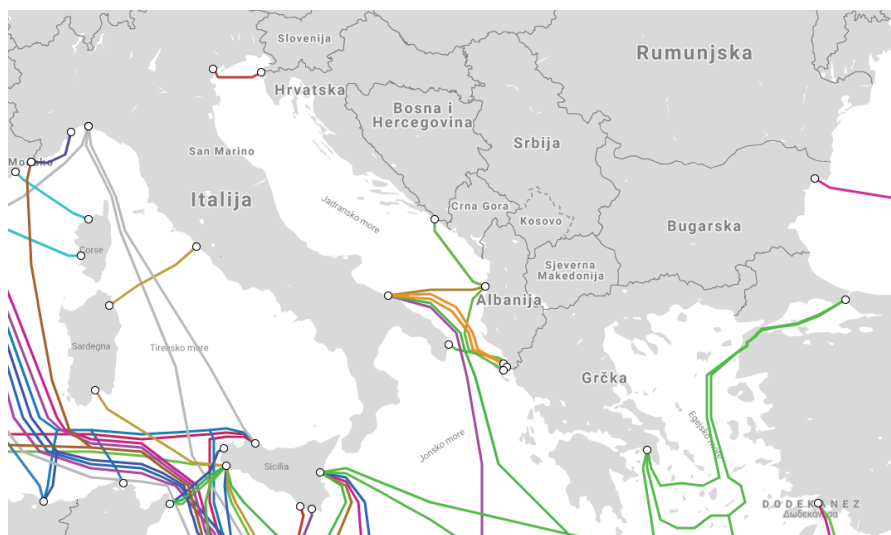 Slovenija
Rumunjska
Hrvatska
Bosna i
Hercegovina
Srbija
San Marino
Italija
Crna Gora
Kosovo
Bugarska
Jadransko more
Corse
Sjeverna
Makedonija
Albanija
Sardegna
Tirensko more
Grčka
Egejsko more
Jonsko more
Sicilia
DODEKANEZ
Δωδεκάνησα